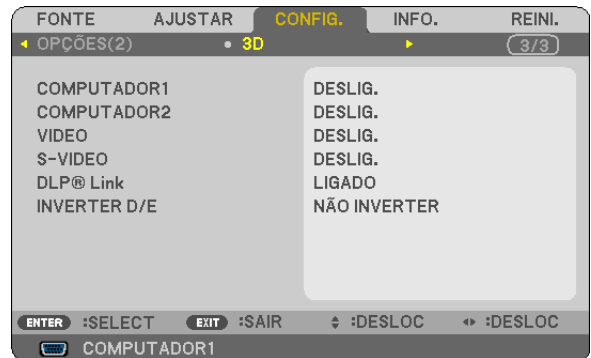 FONTE AJUSTAR CONFIG. INFO. REINI.
OPÇÕES(2) 3D 3/3
COMPUTADOR1 DESLIG.
COMPUTADOR2 DESLIG.
VIDEO DESLIG.
S-VIDEO DESLIG.
DLP® Link LIGADO
INVERTER D/E NÃO INVERTER
ENTER :SELECT EXIT :SAIR :DESLOC :DESLOC
COMPUTADOR1